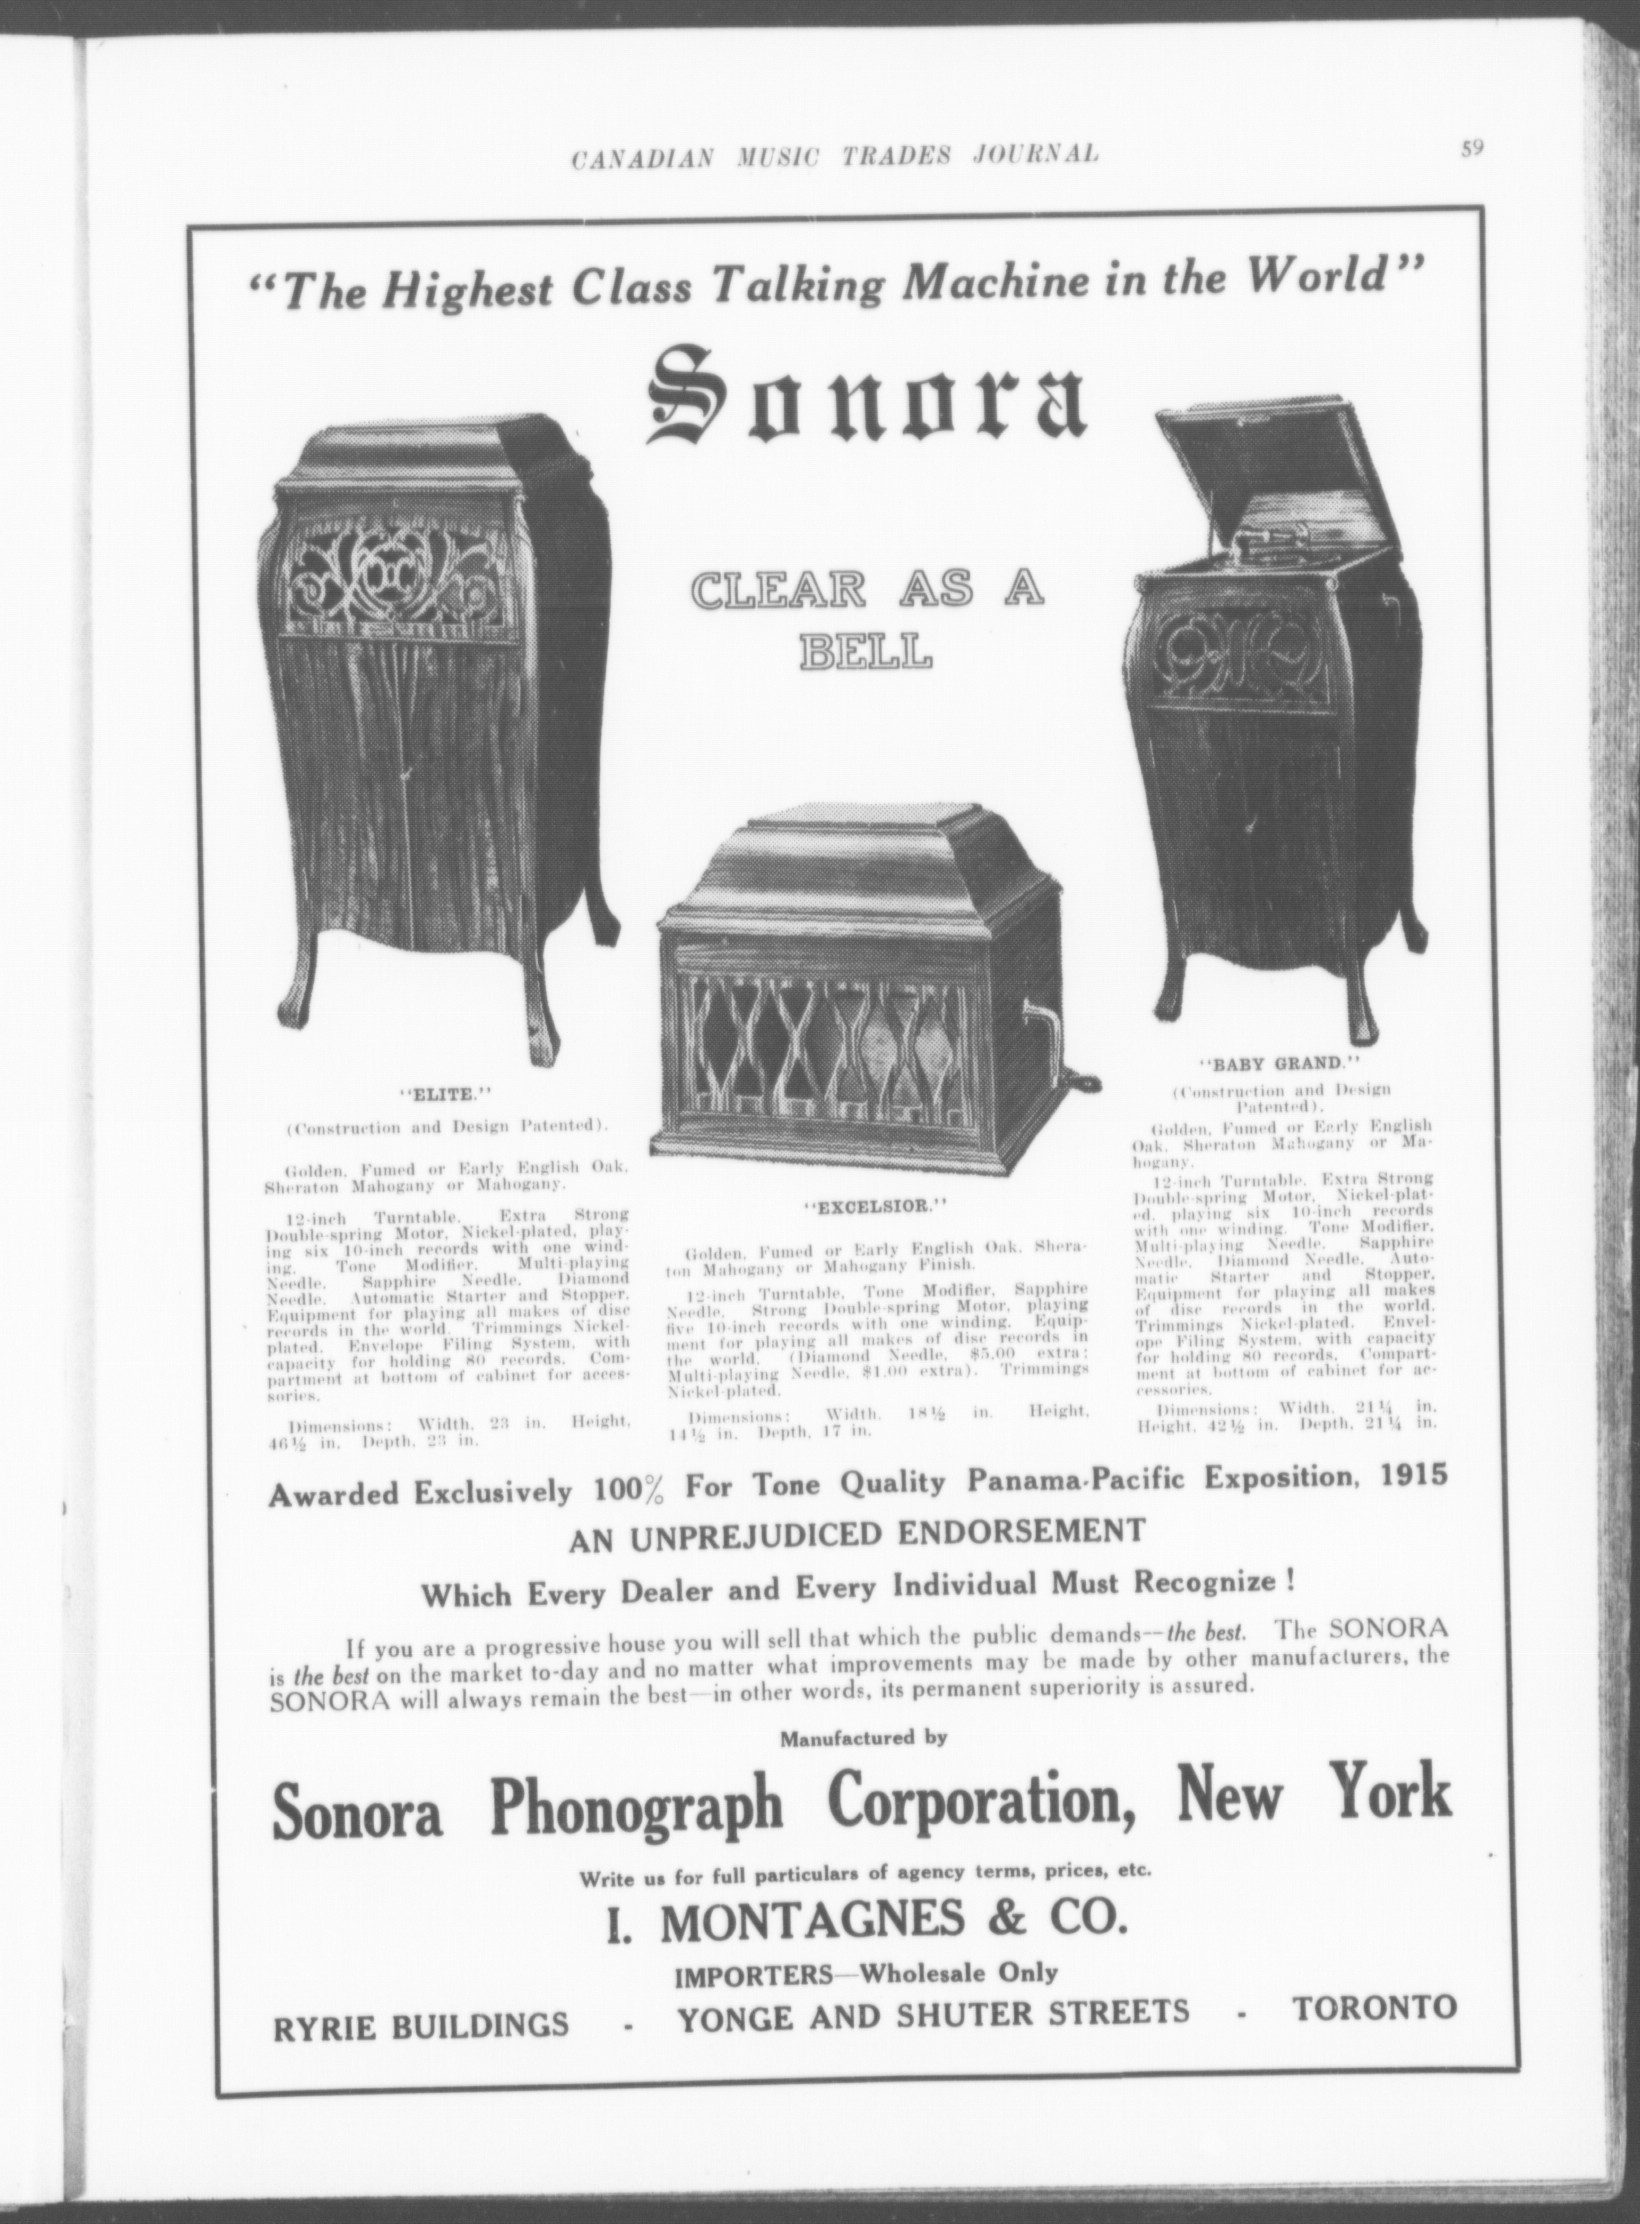 CANADIAN MUSIC TRADES JOURNAL
59
"The Highest Class Talking Machine in the World"
Sonora
CLEAR AS A
BELL
"ELITE."
(Construction and Design Patented).
Golden, Fumed or Early English Oak,
Sheraton Mahogany or Mahogany.
12-inch Turntable. Extra Strong
Double-spring Motor, Nickel-plated, play-
ing six 10-inch records with one wind-
ing. Tone Modifier. Multi-playing
Needle. Sapphire Needle. Diamond
Needle. Automatic Starter and Stopper.
Equipment for playing all makes of disc
records in the world. Trimmings Nickel-
plated. Envelope Filing System, with
capacity for holding 80 records. Com-
partment at bottom of cabinet for acces-
sories.
Dimensions: Width, 23 in. Height,
46½ in. Depth, 23 in.
"EXCELSIOR."
Golden, Fumed or Early English Oak, Shera-
ton Mahogany or Mahogany Finish.
12-inch Turntable, Tone Modifier, Sapphire
Needle, Strong Double-spring Motor, playing
five 10-inch records with one winding. Equip-
ment for playing all makes of disc records in
the world. (Diamond Needle, $5.00 extra;
Multi-playing Needle, $1.00 extra). Trimmings
Nickel-plated.
Dimensions: Width, 18½ in. Height,
14½ in. Depth, 17 in.
"BABY GRAND."
(Construction and Design
Patented).
Golden, Fumed or Early English
Oak, Sheraton Mahogany or Ma-
hogany.
12-inch Turntable. Extra Strong
Double-spring Motor, Nickel-plat-
ed, playing six 10-inch records
with one winding. Tone Modifier,
Multi-playing Needle. Sapphire
Needle, Diamond Needle, Auto-
matic Starter and Stopper.
Equipment for playing all makes
of disc records in the world.
Trimmings Nickel-plated. Envel-
ope Filing System, with capacity
for holding 80 records. Compart-
ment at bottom of cabinet for ac-
cessories.
Dimensions: Width, 21¼ in.
Height, 42½ in. Depth, 21¼ in.
Awarded Exclusively 100% For Tone Quality Panama-Pacific Exposition, 1915
AN UNPREJUDICED ENDORSEMENT
Which Every Dealer and Every Individual Must Recognize !
If you are a progressive house you will sell that which the public demands—the best. The SONORA
is the best on the market to-day and no matter what improvements may be made by other manufacturers, the
SONORA will always remain the best—in other words, its permanent superiority is assured.
Manufactured by
Sonora Phonograph Corporation, New York
Write us for full particulars of agency terms, prices, etc.
I. MONTAGNES & CO.
IMPORTERS—Wholesale Only
RYRIE BUILDINGS - YONGE AND SHUTER STREETS - TORONTO